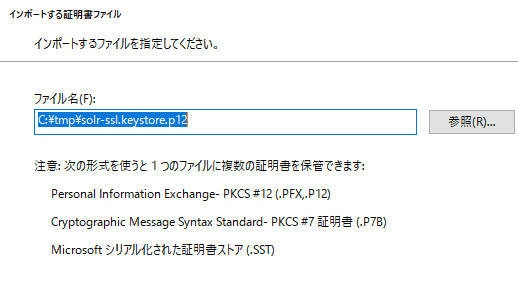 インポートする証明書ファイル
インポートするファイルを指定してください。
ファイル名(F):
C:¥tmp¥solr-ssl.keystore.p12
参照(R)...
注意: 次の形式を使うと 1 つのファイルに複数の証明書を保管できます:
Personal Information Exchange- PKCS #12 (.PFX,.P12)
Cryptographic Message Syntax Standard- PKCS #7 証明書 (.P7B)
Microsoft シリアル化された証明書ストア (.SST)